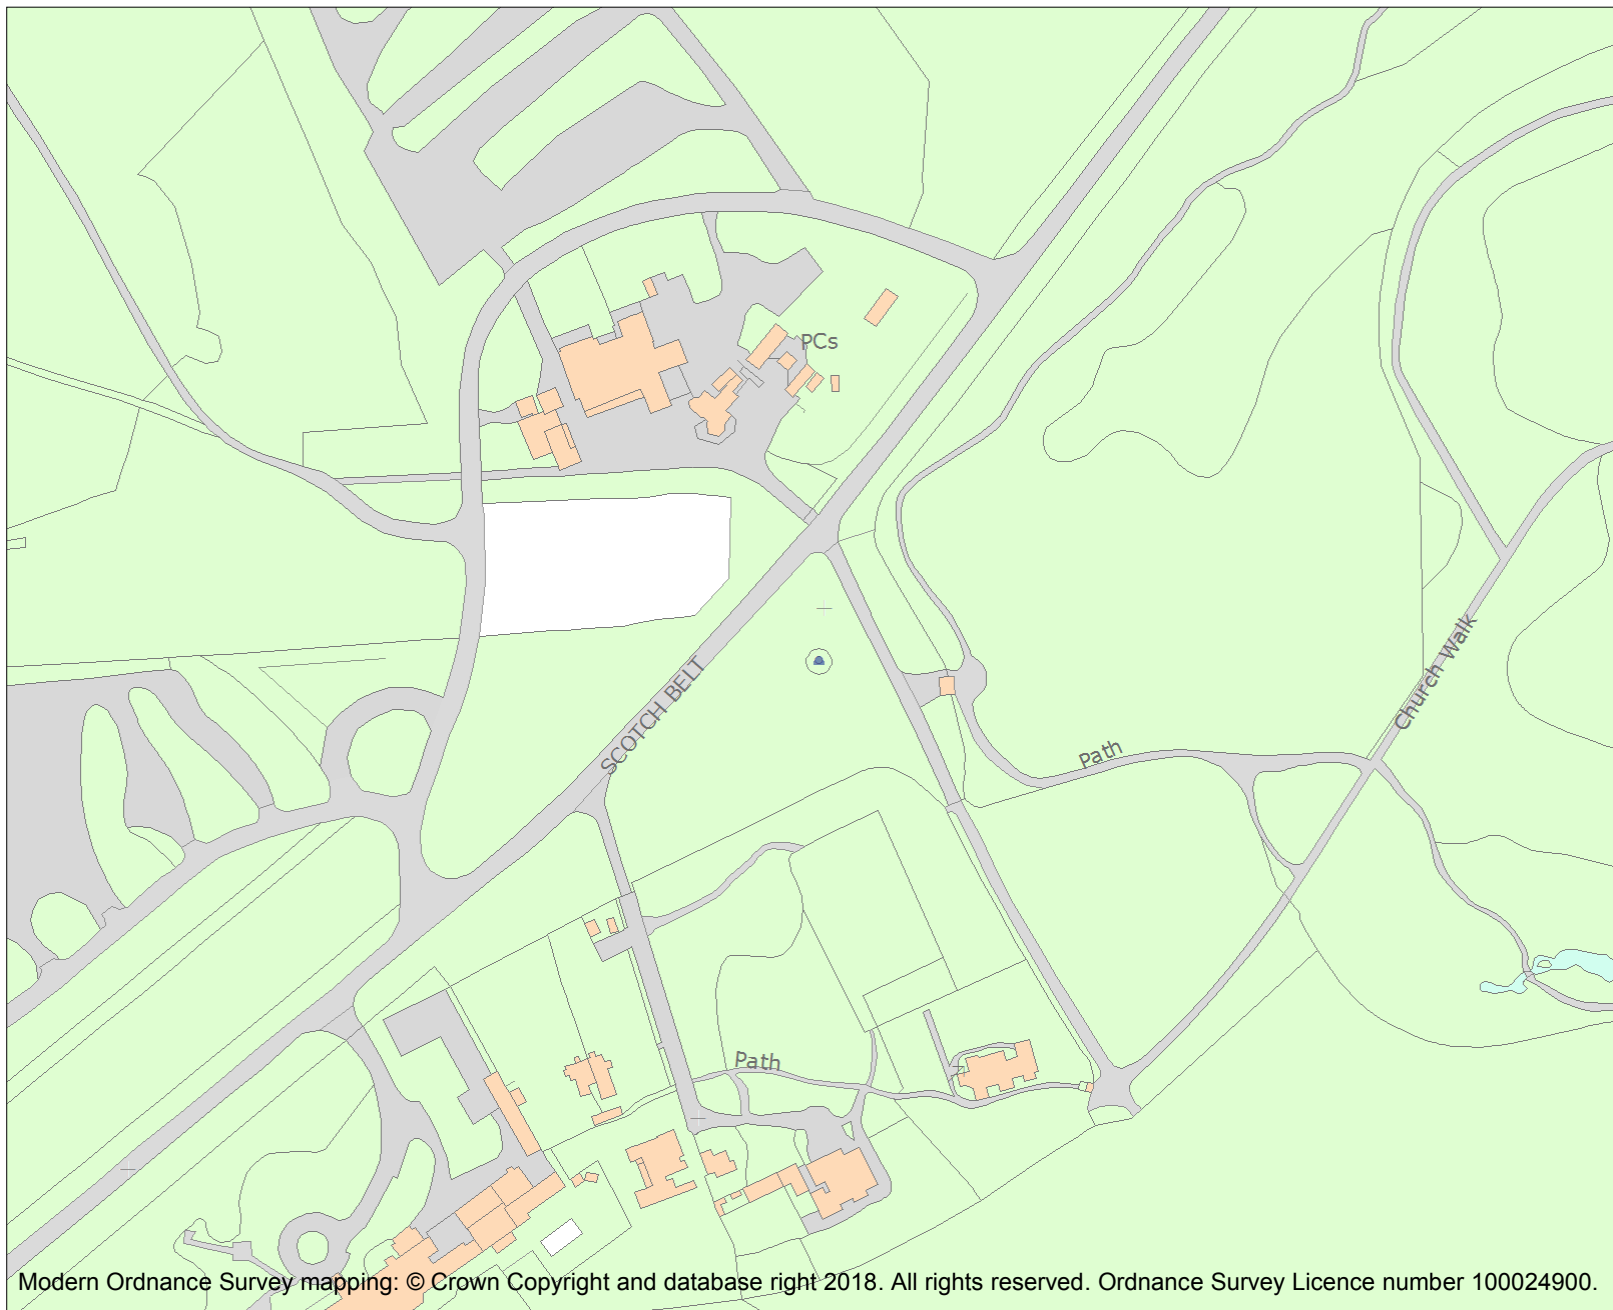 PCs
SCOTCH BELT
Church Walk
Path
Path
Modern Ordnance Survey mapping: © Crown Copyright and database right 2018. All rights reserved. Ordnance Survey Licence number 100024900.